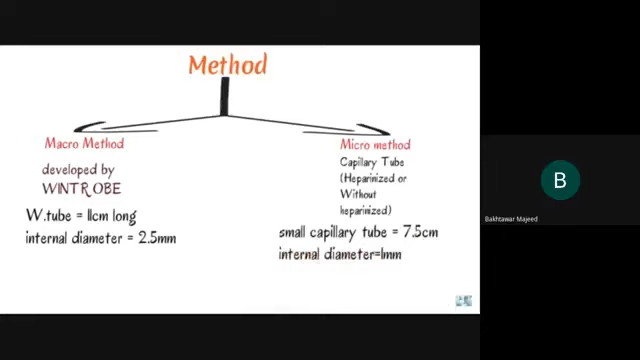 Method
Macro Method
developed by
WINTROBE
W.tube = 11cm long
internal diameter = 2.5mm
Micro method
Capilary Tube
(Heparinized or
Without
heparinized)
small capillary tube = 7.5cm
internal diameter=1mm
B
Bakhtawar Majeed